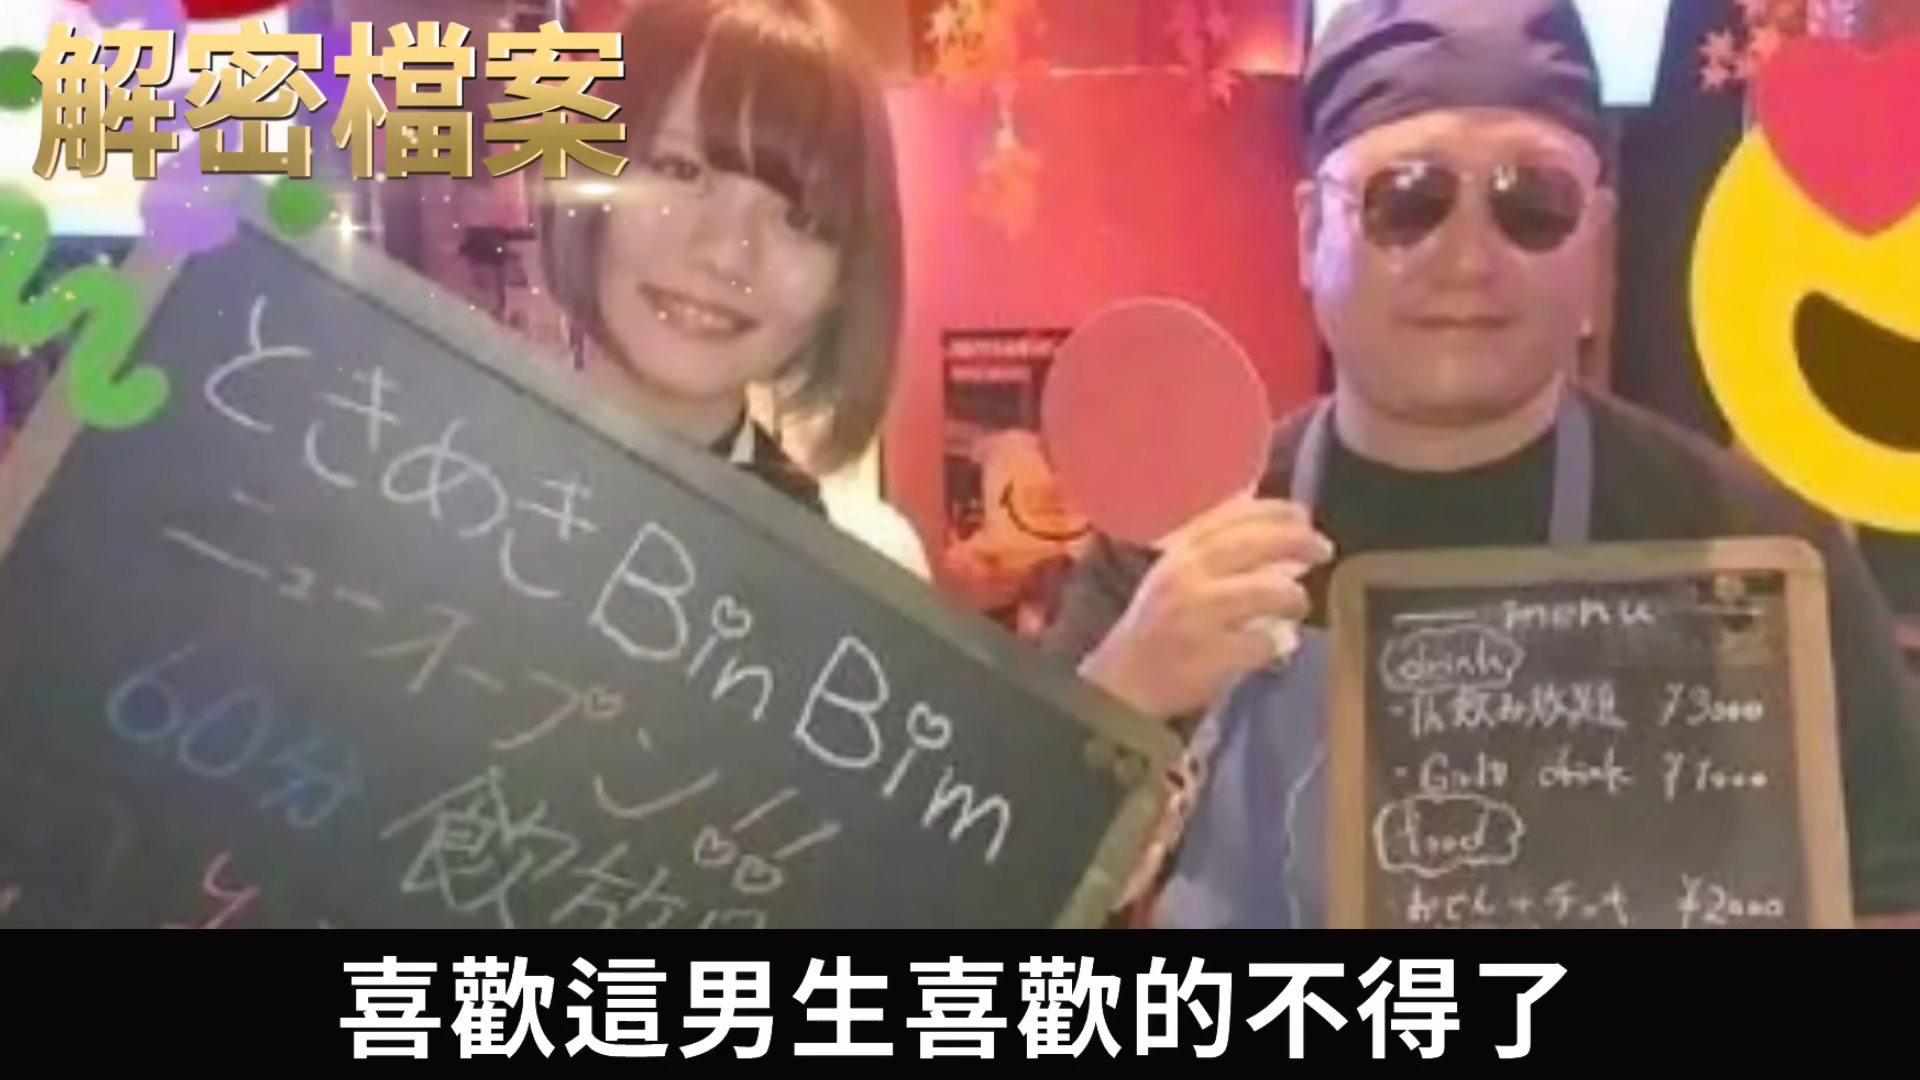 解密檔案
ときめきBinBim
ニューオープン!!
60分
飲放題
menu
drink
飲み放題 ¥3000
・Girls drink ¥1000
food
・おでん+チェキ ¥2000
喜歡這男生喜歡的不得了